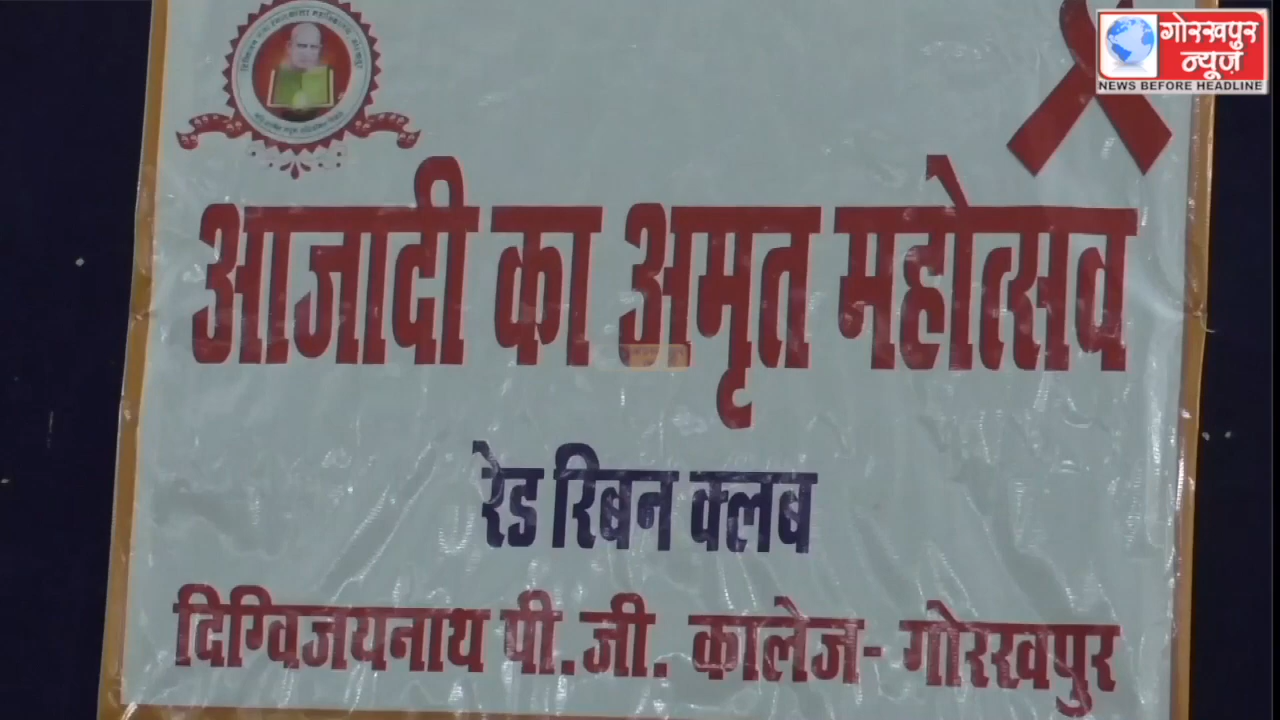 गोरखपुर
न्यूज़
NEWS BEFORE HEADLINE
आजादी का अमृत महोत्सव
रेड रिबन क्लब
दिग्विजयनाथ पी.जी. कालेज- गोरखपुर